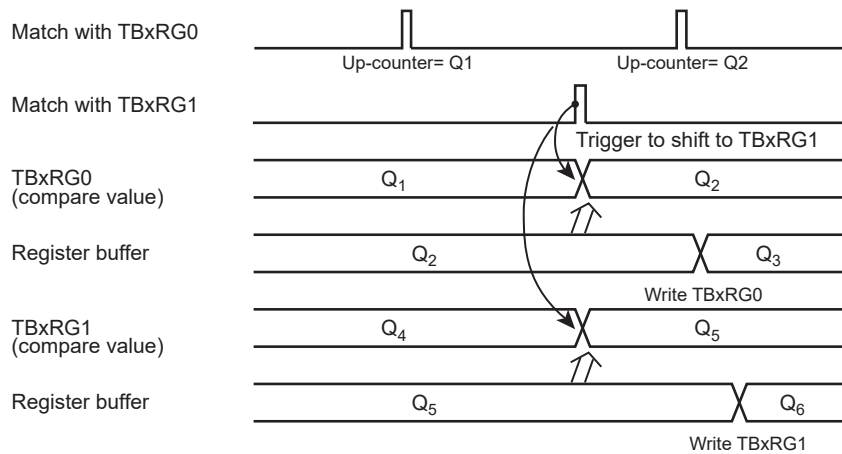 Match with TBxRG0
Up-counter= Q1
Up-counter= Q2
Match with TBxRG1
Trigger to shift to TBxRG1
TBxRG0
(compare value)
Q1
Q2
Register buffer
Q2
Q3
Write TBxRG0
TBxRG1
(compare value)
Q4
Q5
Register buffer
Q5
Q6
Write TBxRG1